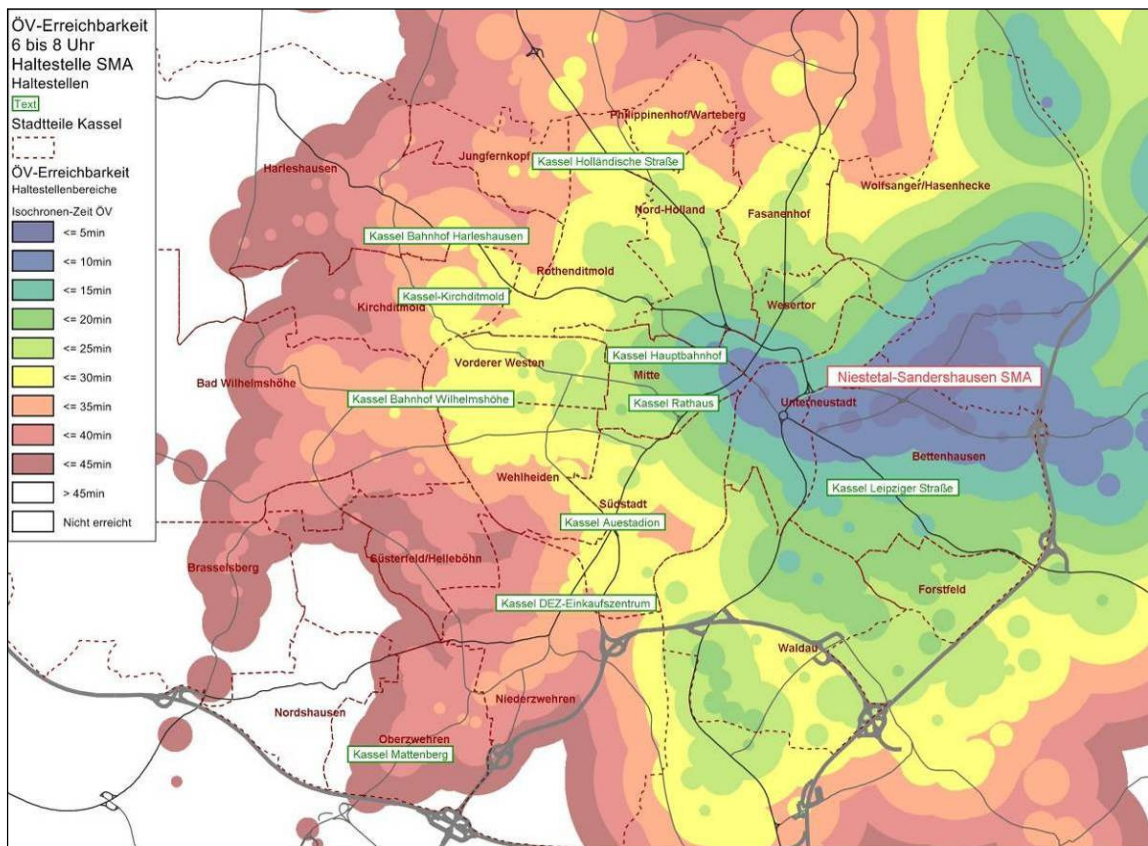 ÖV-Erreichbarkeit
6 bis 8 Uhr
Haltestelle SMA
Haltestellen
Text
Stadtteile Kassel
ÖV-Erreichbarkeit
Haltestellenbereiche
Isochronen-Zeit ÖV
<= 5min
<= 10min
<= 15min
<= 20min
<= 25min
<= 30min
<= 35min
<= 40min
<= 45min
> 45min
Nicht erreicht
Philippinenhof/Warteberg
Jungfernkopf
Kassel Holländische Straße
Harleshausen
Wolfsanger/Hasenhecke
Nord-Holland
Fasanenhof
Kassel Bahnhof Harleshausen
Rothenditmold
Kassel-Kirchditmold
Kirchditmold
Wesertor
Kassel Hauptbahnhof
Vorderer Westen
Mitte
Niestetal-Sandershausen SMA
Bad Wilhelmshöhe
Kassel Bahnhof Wilhelmshöhe
Kassel Rathaus
Unterneustadt
Bettenhausen
Wehlheiden
Kassel Leipziger Straße
Südstadt
Kassel Auestadion
Süsterfeld/Helleböhn
Brasselsberg
Forstfeld
Kassel DEZ-Einkaufszentrum
Waldau
Niederzwehren
Nordshausen
Oberzwehren
Kassel Mattenberg